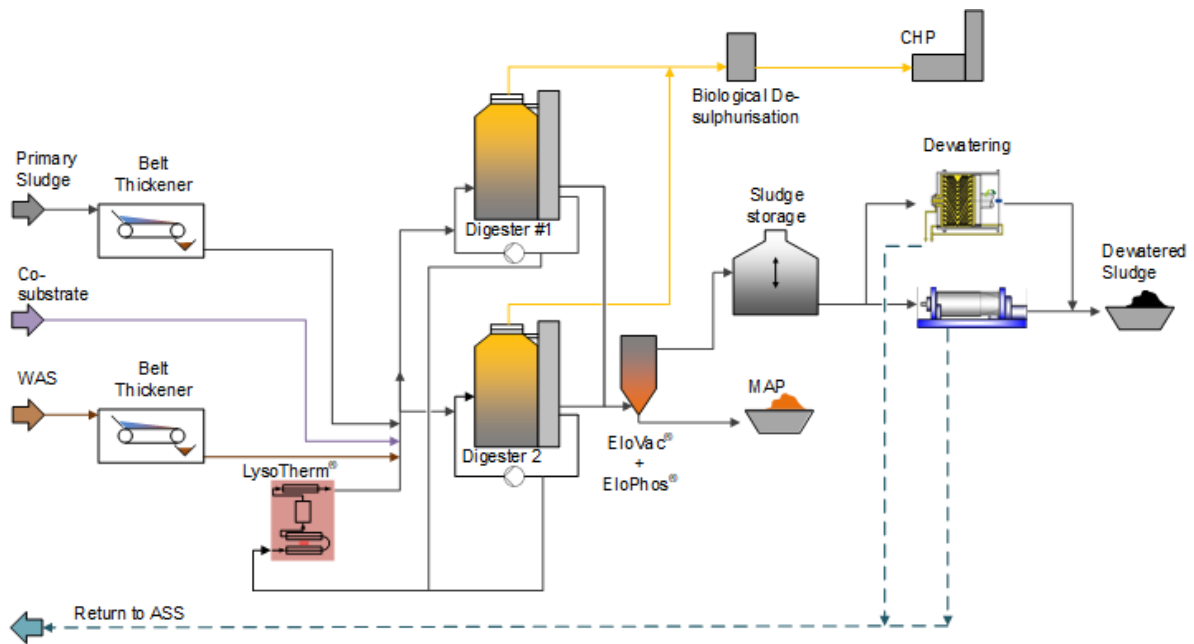 CHP
Biological De-
sulphurisation
Dewatering
Primary
Sludge
Belt
Thickener
Sludge
storage
Digester #1
Dewatered
Sludge
Co-
substrate
WAS
Belt
Thickener
MAP
Digester 2
EloVac®
+
EloPhos®
LysoTherm®
Return to ASS